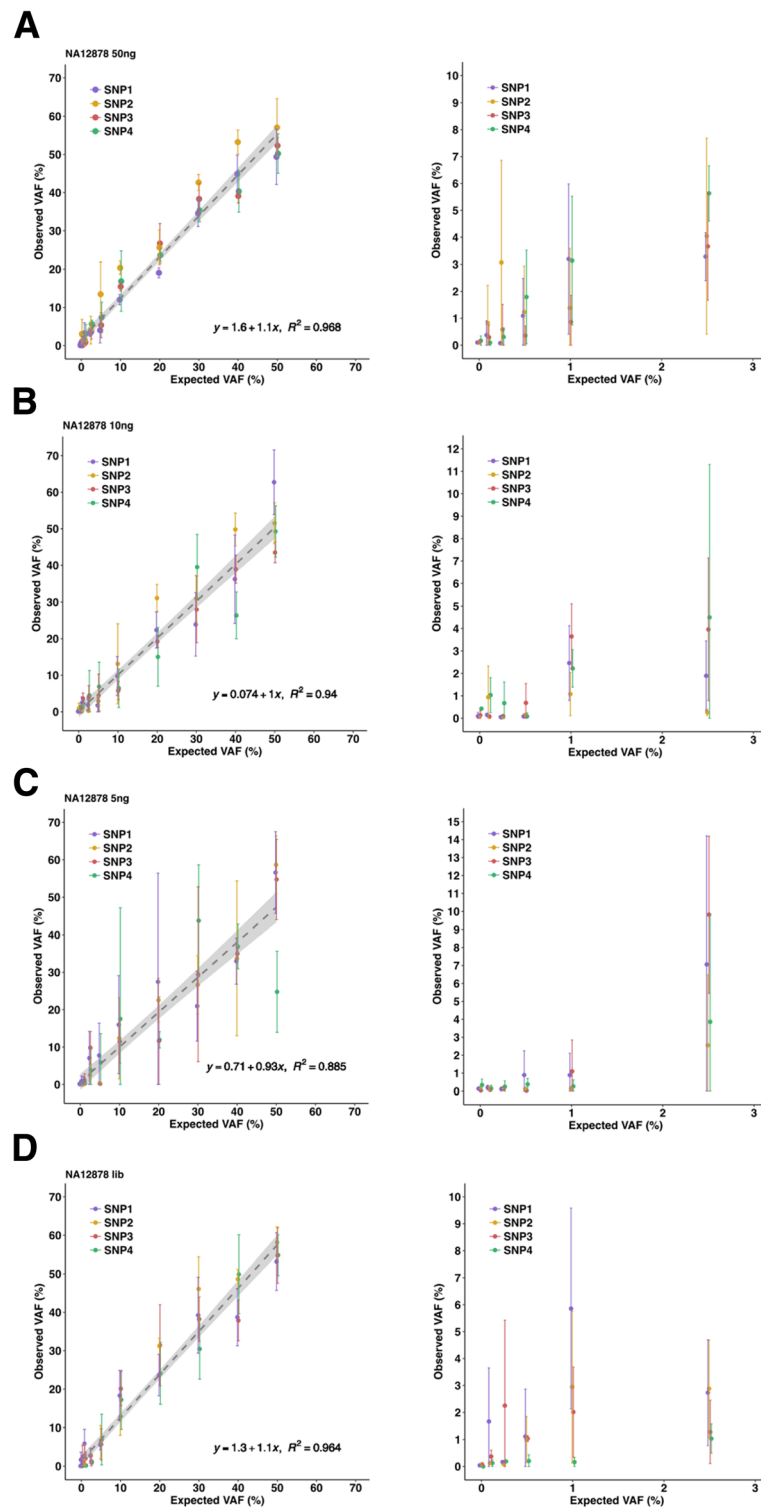 A
NA12878 50ng
70
60
50
40
30
20
10
0
Observed VAF (%)
SNP1
SNP2
SNP3
SNP4
y = 1.6 + 1.1x, R² = 0.968
0 10 20 30 40 50 60 70
Expected VAF (%)
10
9
8
7
6
5
4
3
2
1
0
Observed VAF (%)
SNP1
SNP2
SNP3
SNP4
0 1 2 3
Expected VAF (%)
B
NA12878 10ng
70
60
50
40
30
20
10
0
Observed VAF (%)
SNP1
SNP2
SNP3
SNP4
y = 0.074 + 1x, R² = 0.94
0 10 20 30 40 50 60 70
Expected VAF (%)
12
11
10
9
8
7
6
5
4
3
2
1
0
Observed VAF (%)
SNP1
SNP2
SNP3
SNP4
0 1 2 3
Expected VAF (%)
C
NA12878 5ng
70
60
50
40
30
20
10
0
Observed VAF (%)
SNP1
SNP2
SNP3
SNP4
y = 0.71 + 0.93x, R² = 0.885
0 10 20 30 40 50 60 70
Expected VAF (%)
15
14
13
12
11
10
9
8
7
6
5
4
3
2
1
0
Observed VAF (%)
SNP1
SNP2
SNP3
SNP4
0 1 2 3
Expected VAF (%)
D
NA12878 lib
70
60
50
40
30
20
10
0
Observed VAF (%)
SNP1
SNP2
SNP3
SNP4
y = 1.3 + 1.1x, R² = 0.964
0 10 20 30 40 50 60 70
Expected VAF (%)
10
9
8
7
6
5
4
3
2
1
0
Observed VAF (%)
SNP1
SNP2
SNP3
SNP4
0 1 2 3
Expected VAF (%)